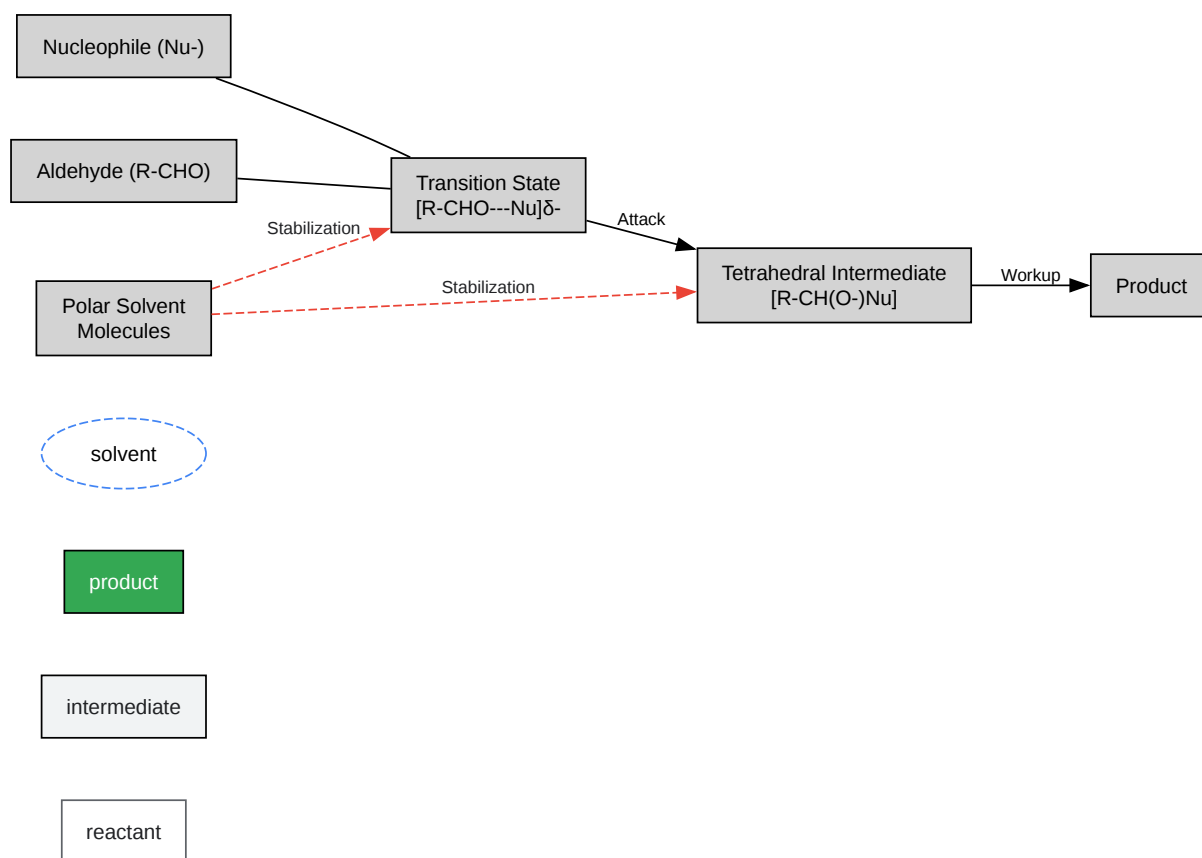 Nucleophile (Nu-)
Aldehyde (R-CHO)
Transition State
[R-CHO---Nu]δ-
Stabilization
Attack
Polar Solvent
Molecules
Stabilization
Tetrahedral Intermediate
[R-CH(O-)Nu]
Workup
Product
solvent
product
intermediate
reactant